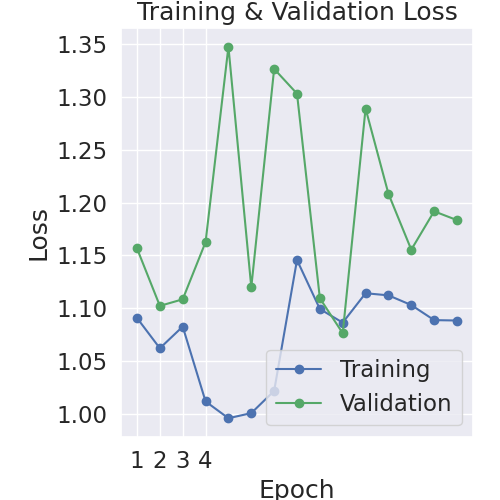 Training & Validation Loss
1.35
1.30
1.25
1.20
1.15
1.10
1.05
1.00
Loss
Training
Validation
1 2 3 4
Epoch